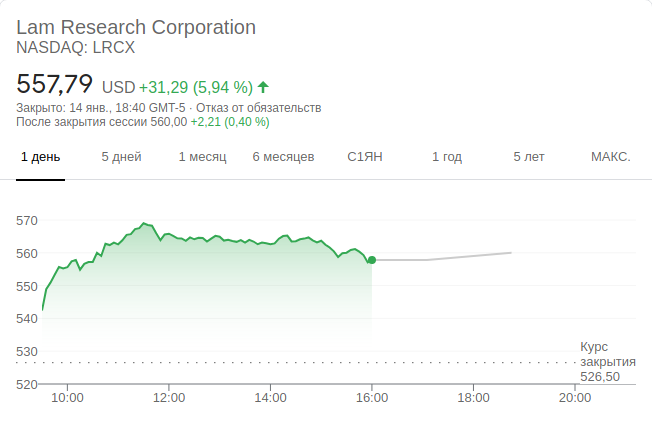 Lam Research Corporation
NASDAQ: LRCX
557,79 USD +31,29 (5,94 %)
Закрыто: 14 янв., 18:40 GMT-5 · Отказ от обязательств
После закрытия сессии 560,00 +2,21 (0,40 %)
1 день 5 дней 1 месяц 6 месяцев С1ЯН 1 год 5 лет МАКС.
570
560
550
540
530
520
Курс
закрытия
526,50
10:00 12:00 14:00 16:00 18:00 20:00